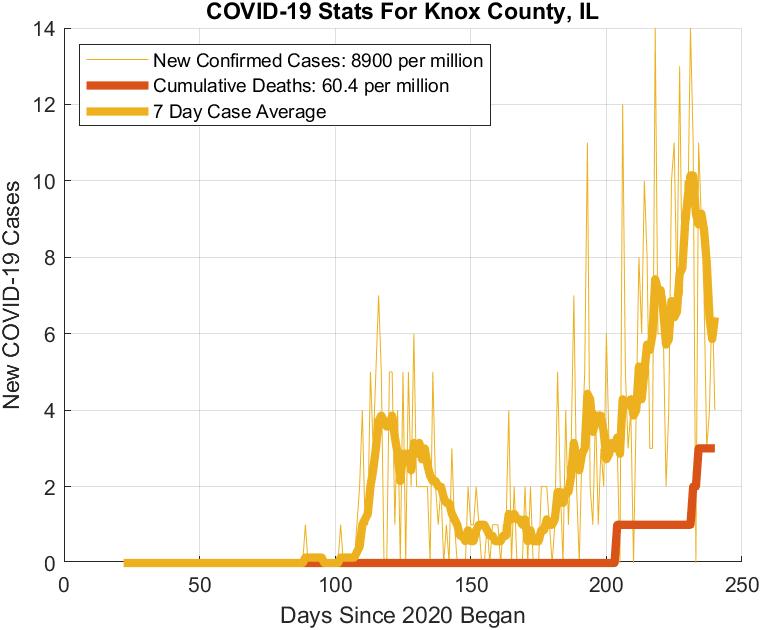 COVID-19 Stats For Knox County, IL
New Confirmed Cases: 8900 per million
Cumulative Deaths: 60.4 per million
7 Day Case Average
New COVID-19 Cases
14
12
10
8
6
4
2
0
0 50 100 150 200 250
Days Since 2020 Began